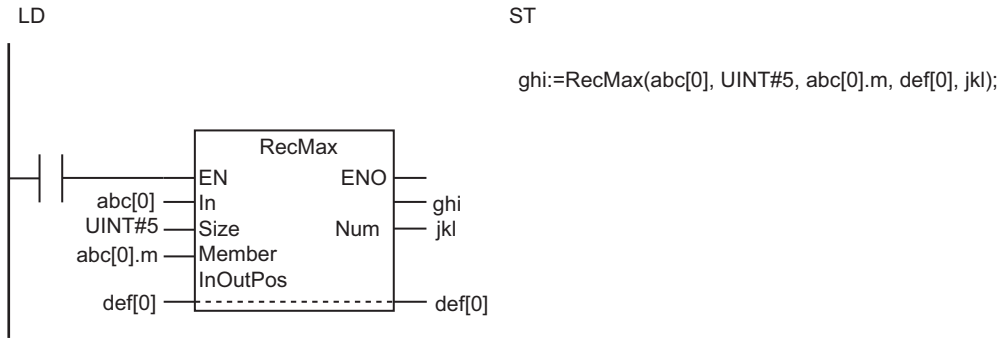 LD
ST
ghi:=RecMax(abc[0], UINT#5, abc[0].m, def[0], jkl);
RecMax
EN ENO
abc[0] In ghi
UINT#5 Size Num jkl
abc[0].m Member
InOutPos
def[0] def[0]